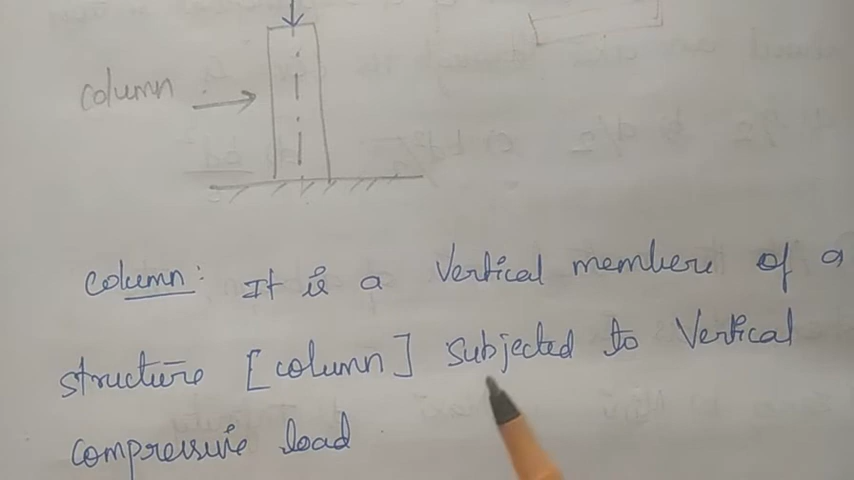 column
column: It is a vertical membere of a
structure [column] subjected to vertical
compressive load